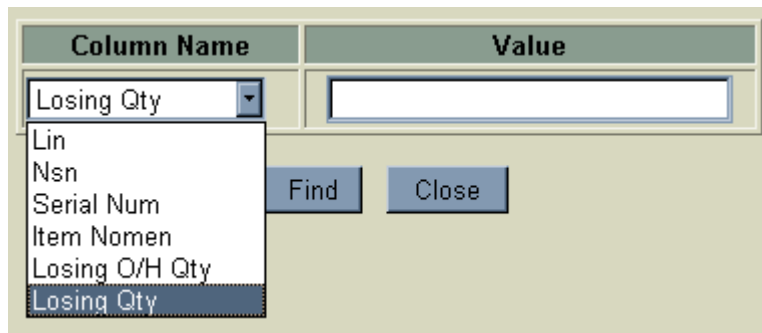 Column Name Value
Losing Qty
Lin
Nsn
Serial Num
Item Nomen
Losing O/H Qty
Losing Qty
Find Close